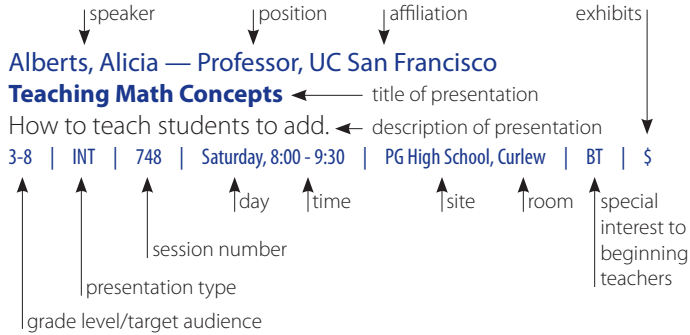 speaker position affiliation exhibits
Alberts, Alicia — Professor, UC San Francisco
Teaching Math Concepts title of presentation
How to teach students to add. description of presentation
3-8 | INT | 748 | Saturday, 8:00 - 9:30 | PG High School, Curlew | BT | $
day time site room special
interest to
session number
beginning
teachers
presentation type
grade level/target audience